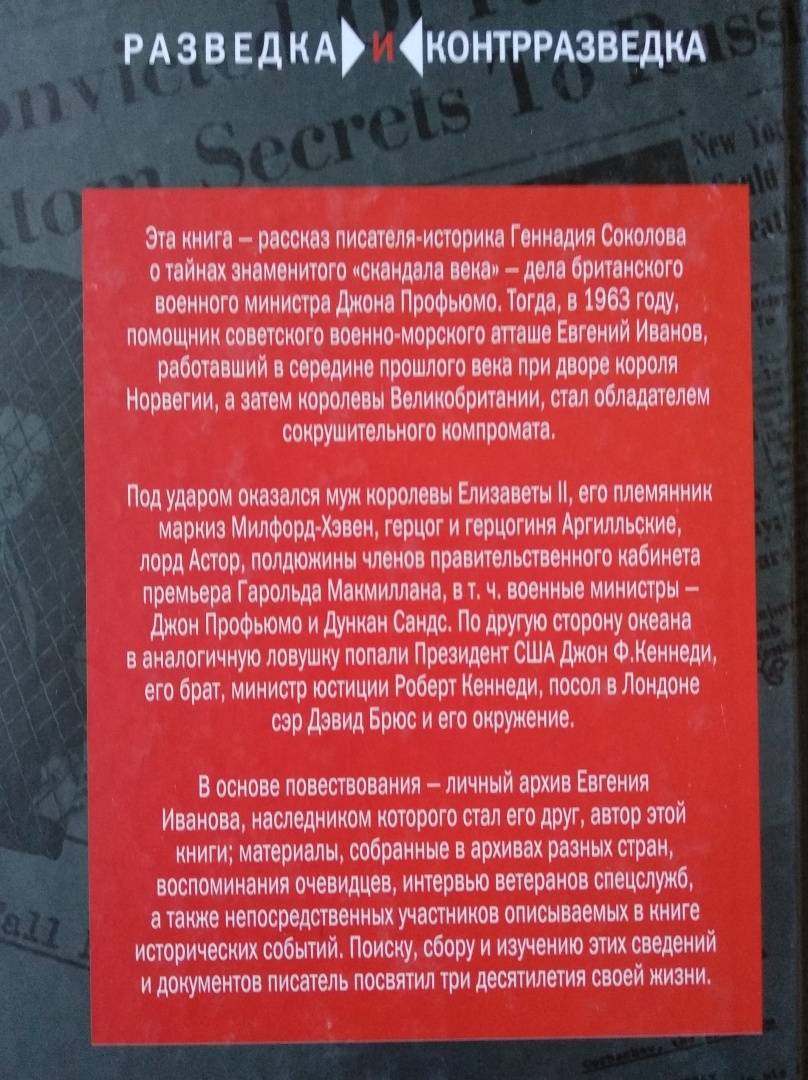 РАЗВЕДКА И КОНТРРАЗВЕДКА
onvicted Of
Atom Secrets To Russ
New Yo
Эта книга — рассказ писателя-историка Геннадия Соколова
о тайнах знаменитого «скандала века» — дела британского
военного министра Джона Профьюмо. Тогда, в 1963 году,
помощник советского военно-морского атташе Евгений Иванов,
работавший в середине прошлого века при дворе короля
Норвегии, а затем королевы Великобритании, стал обладателем
сокрушительного компромата.
Под ударом оказался муж королевы Елизаветы II, его племянник
маркиз Милфорд-Хэвен, герцог и герцогиня Аргилльские,
лорд Астор, полдюжины членов правительственного кабинета
премьера Гарольда Макмиллана, в т. ч. военные министры —
Джон Профьюмо и Дункан Сандс. По другую сторону океана
в аналогичную ловушку попали Президент США Джон Ф.Кеннеди,
его брат, министр юстиции Роберт Кеннеди, посол в Лондоне
сэр Дэвид Брюс и его окружение.
В основе повествования — личный архив Евгения
Иванова, наследником которого стал его друг, автор этой
книги; материалы, собранные в архивах разных стран,
воспоминания очевидцев, интервью ветеранов спецслужб,
а также непосредственных участников описываемых в книге
исторических событий. Поиску, сбору и изучению этих сведений
и документов писатель посвятил три десятилетия своей жизни.